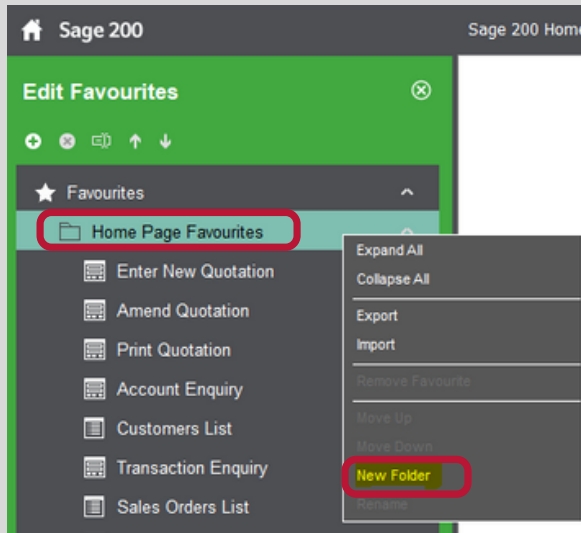 Sage 200
Sage 200 Home
Edit Favourites
Favourites
Home Page Favourites
Enter New Quotation
Amend Quotation
Print Quotation
Account Enquiry
Customers List
Transaction Enquiry
Sales Orders List
Expand All
Collapse All
Export
Import
Remove Favourite
Move Up
Move Down
New Folder
Rename